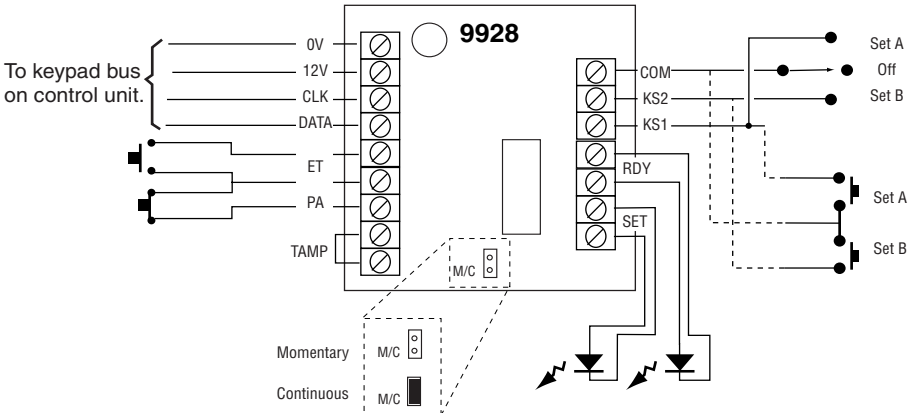 9928
To keypad bus
on control unit.
0V
12V
CLK
DATA
ET
PA
TAMP
COM
KS2
KS1
RDY
SET
Set A
Off
Set B
Set A
Set B
M/C
Momentary M/C
Continuous M/C